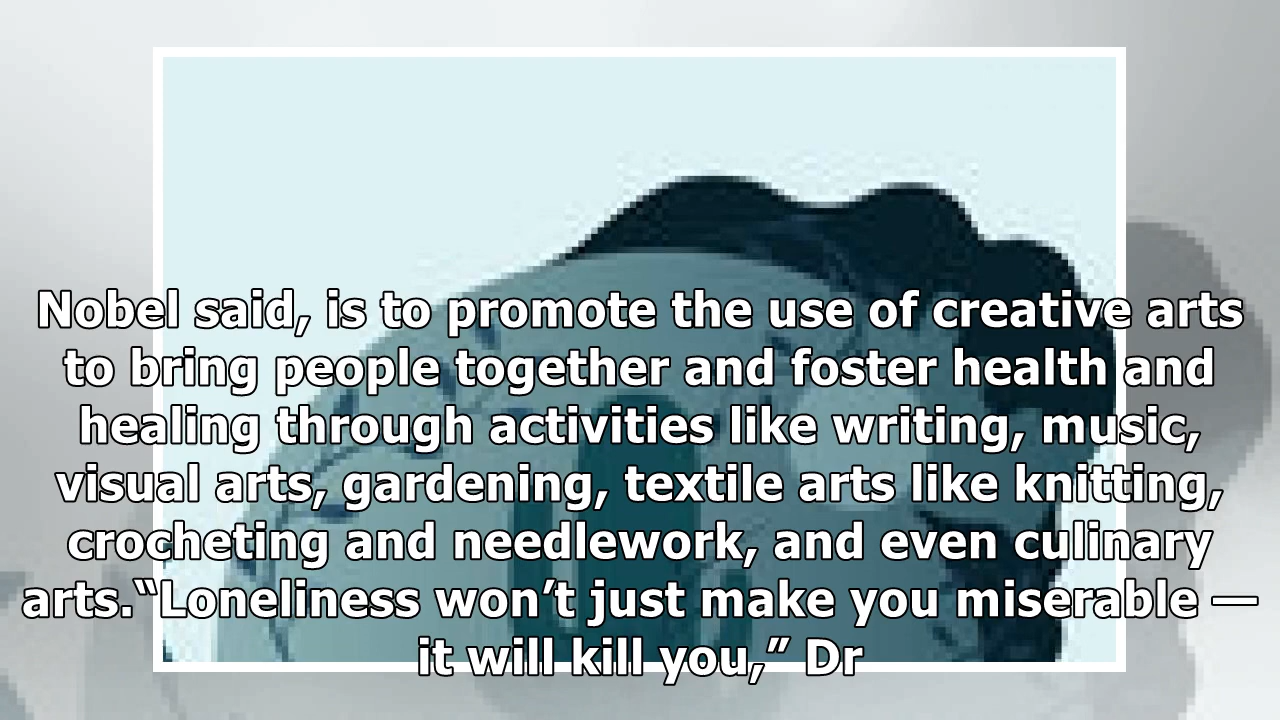 Nobel said, is to promote the use of creative arts
to bring people together and foster health and
healing through activities like writing, music,
visual arts, gardening, textile arts like knitting,
crocheting and needlework, and even culinary
arts.“Loneliness won’t just make you miserable —
it will kill you,” Dr